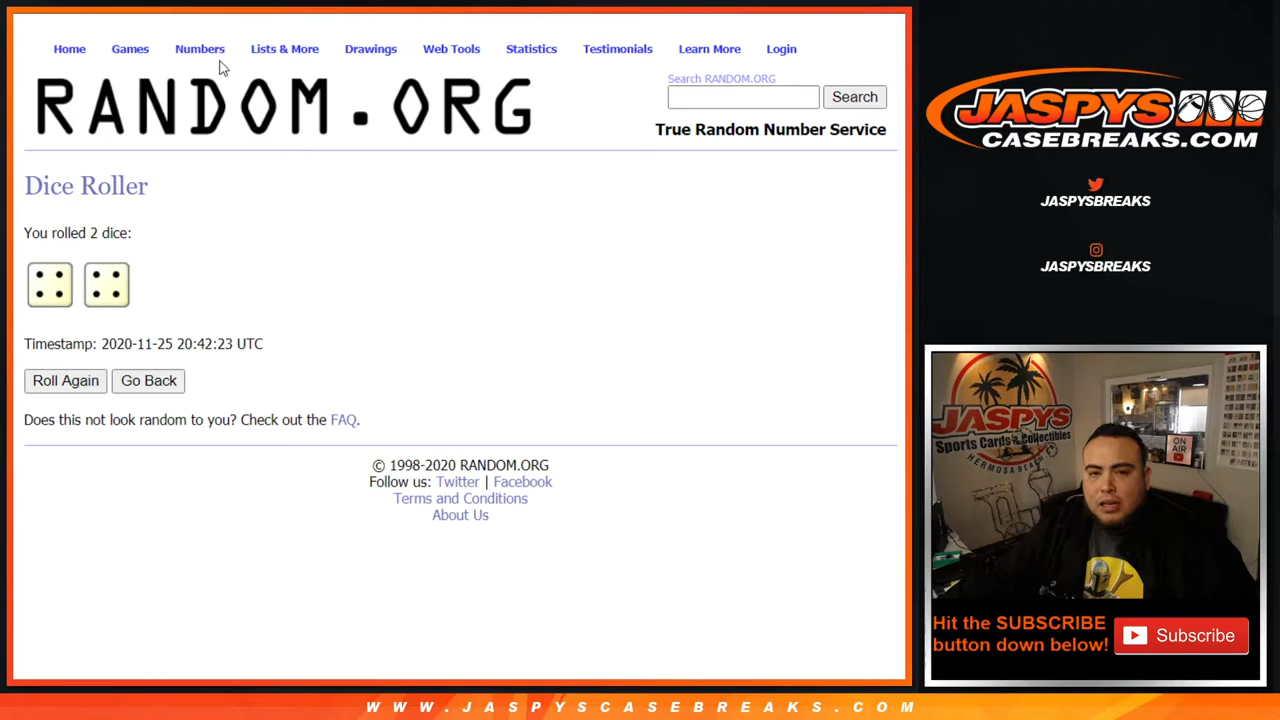 Home Games Numbers Lists & More Drawings Web Tools Statistics Testimonials Learn More Login
RANDOM.ORG
Search RANDOM.ORG
Search
True Random Number Service
Dice Roller
You rolled 2 dice:
Timestamp: 2020-11-25 20:42:23 UTC
Roll Again Go Back
Does this not look random to you? Check out the FAQ.
© 1998-2020 RANDOM.ORG
Follow us: Twitter | Facebook
Terms and Conditions
About Us
JASPYS
CASEBREAKS.COM
JASPYSBREAKS
JASPYSBREAKS
JASPYS
Sports Cards & Collectibles
HERMOSA BEACH
ON AIR
Hit the SUBSCRIBE
button down below!
Subscribe
WWW.JASPYSCASEBREAKS.COM